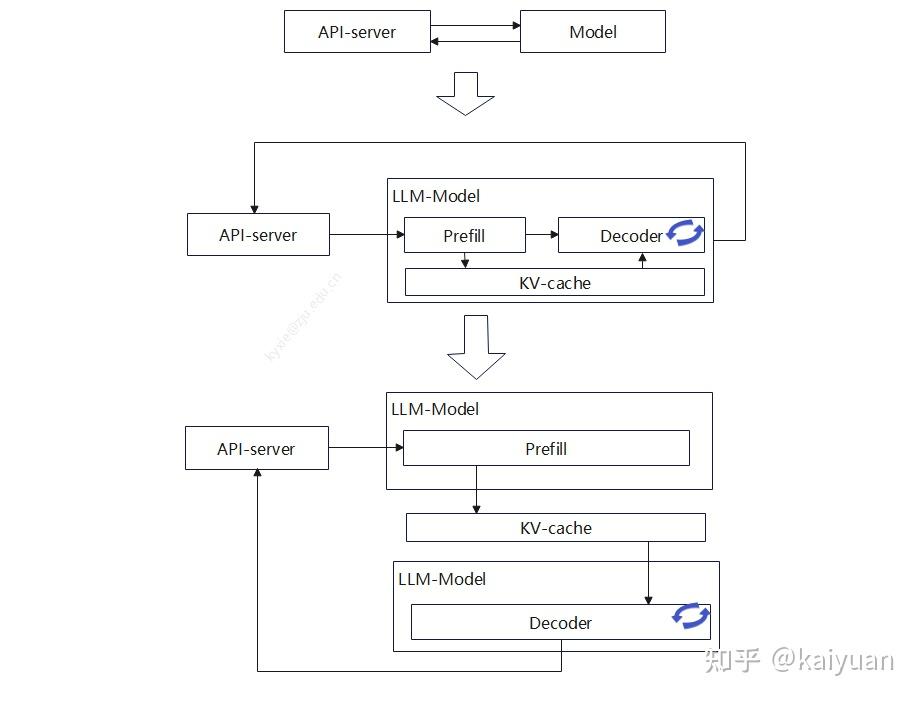 API-server
Model
LLM-Model
API-server
Prefill
Decoder
KV-cache
kyxie@zju.edu.cn
LLM-Model
API-server
Prefill
KV-cache
LLM-Model
Decoder
知乎 @kaiyuan